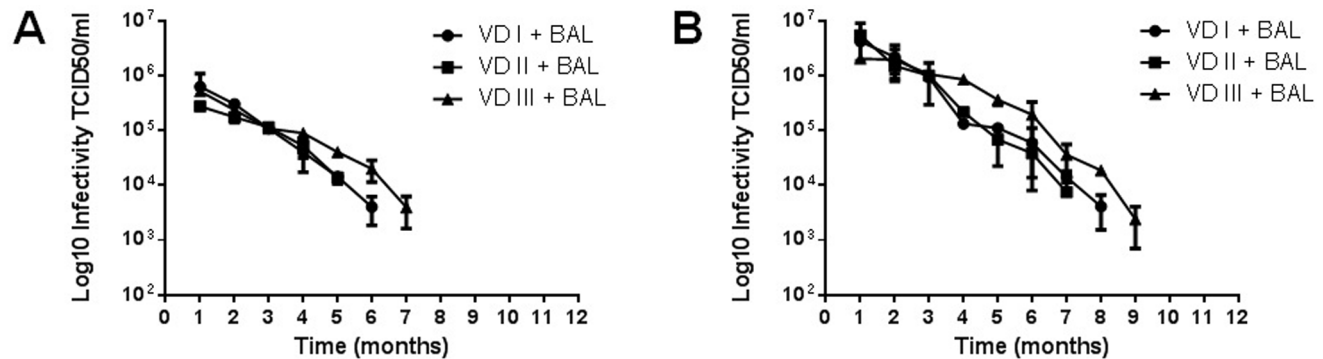 A
Log10 Infectivity TCID50/ml
10^7
10^6
10^5
10^4
10^3
10^2
0 1 2 3 4 5 6 7 8 9 10 11 12
Time (months)
VD I + BAL
VD II + BAL
VD III + BAL
B
Log10 Infectivity TCID50/ml
10^7
10^6
10^5
10^4
10^3
10^2
0 1 2 3 4 5 6 7 8 9 10 11 12
Time (months)
VD I + BAL
VD II + BAL
VD III + BAL